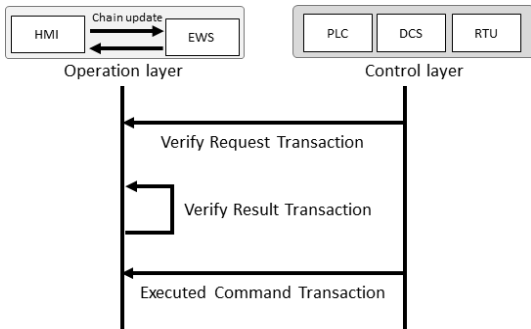 Chain update
HMI
EWS
PLC
DCS
RTU
Operation layer
Control layer
Verify Request Transaction
Verify Result Transaction
Executed Command Transaction